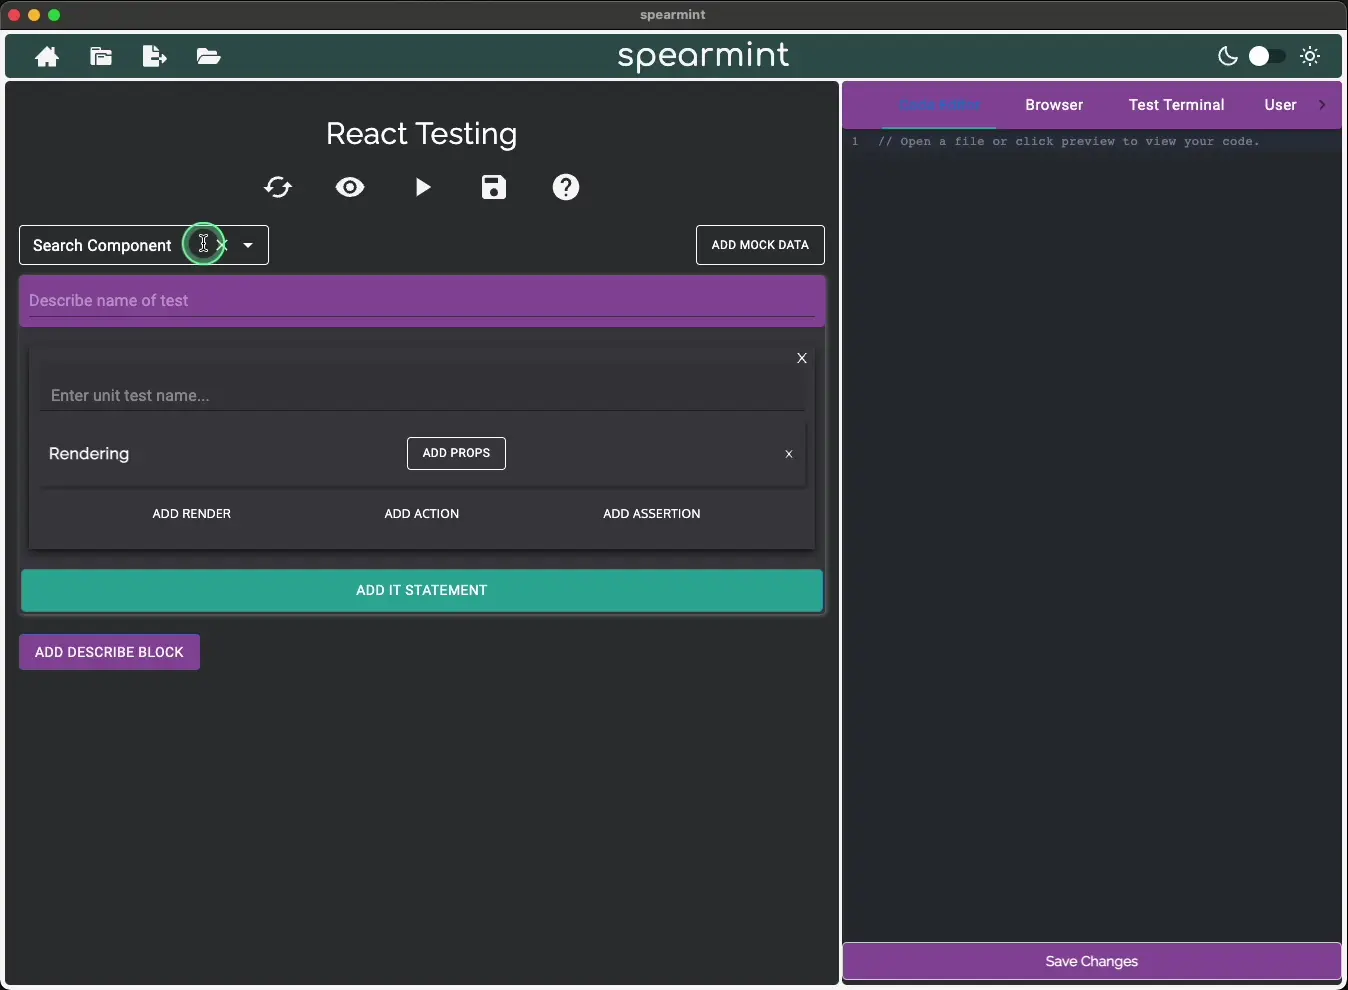 spearmint
spearmint
React Testing
Search Component
ADD MOCK DATA
Describe name of test
X
Enter unit test name...
Rendering
ADD PROPS
x
ADD RENDER
ADD ACTION
ADD ASSERTION
ADD IT STATEMENT
ADD DESCRIBE BLOCK
Browser
Test Terminal
User
1 // Open a file or click preview to view your code.
Save Changes